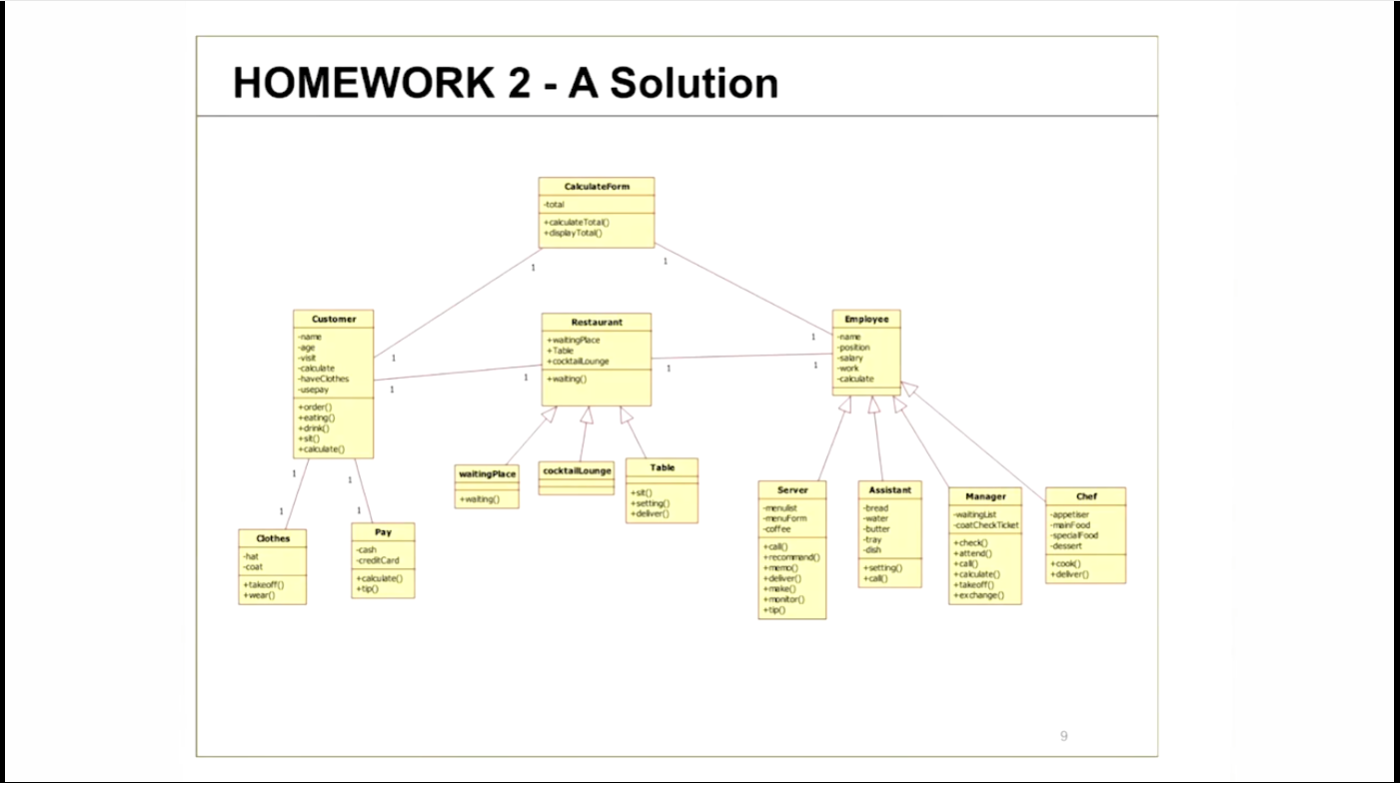 HOMEWORK 2 - A Solution
CalculateForm
-total
+calculateTotal()
+displayTotal()
1
1
Customer
-name
-age
-visit
-calculate
-haveClothes
-usepay
+order()
+eating()
+drink()
+sit()
+calculate()
1
1
Restaurant
+waitingPlace
+Table
+cocktailLounge
+waiting()
1
1
Employee
-name
-position
-salary
-work
-calculate
1
1
1
1
1
1
Clothes
-hat
-coat
+takeoff()
+wear()
Pay
-cash
-creditCard
+calculate()
+tip()
waitingPlace
+waiting()
cocktailLounge
Table
+sit()
+setting()
+deliver()
Server
-menulist
-menuForm
-coffee
+call()
+recommand()
+memo()
+deliver()
+make()
+monitor()
+tip()
Assistant
-bread
-water
-butter
-tray
-dish
+setting()
+call()
Manager
-waitingList
-coatCheckTicket
+check()
+attend()
+call()
+calculate()
+takeoff()
+exchange()
Chef
-appetiser
-mainFood
-specialFood
-dessert
+cook()
+deliver()
9